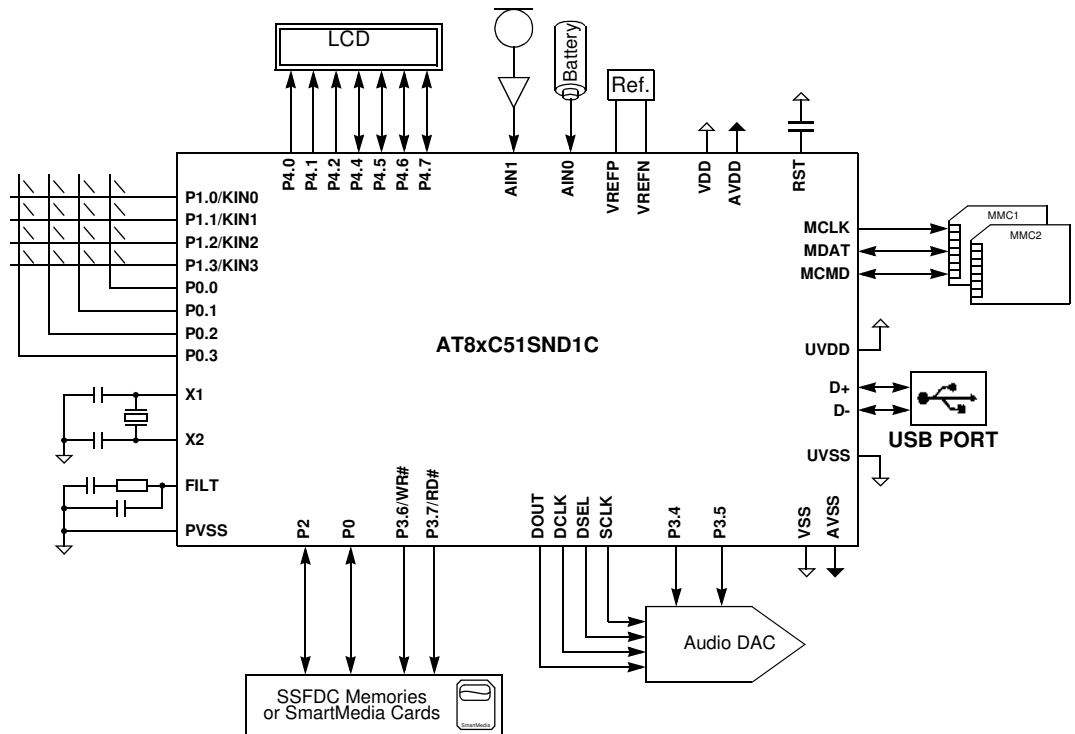 LCD
Battery
Ref.
P4.0
P4.1
P4.2
P4.4
P4.5
P4.6
P4.7
AIN1
AIN0
VREFP
VREFN
VDD
AVDD
RST
P1.0/KIN0
P1.1/KIN1
P1.2/KIN2
P1.3/KIN3
P0.0
P0.1
P0.2
P0.3
X1
X2
FILT
PVSS
AT8xC51SND1C
MCLK
MDAT
MCMD
MMC1
MMC2
UVDD
D+
D-
USB PORT
UVSS
P2
P0
P3.6/WR#
P3.7/RD#
DOUT
DCLK
DSEL
SCLK
P3.4
P3.5
VSS
AVSS
Audio DAC
SSFDC Memories
or SmartMedia Cards
SmartMedia